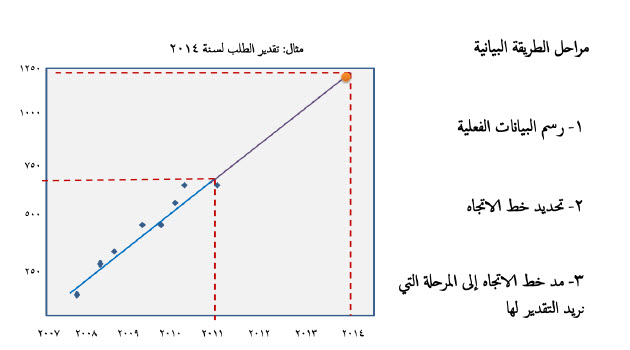 مراحل الطريقة البيانية
مثال: تقدير الطلب لسنة ٢٠١٤
١- رسم البيانات الفعلية
٢- تحديد خط الاتجاه
٣- مد خط الاتجاه إلى المرحلة التي
نريد التقدير لها
١٢٥٠
١٠٠٠
٧٥٠
٥٠٠
٢٥٠
٢٠٠٧ ٢٠٠٨ ٢٠٠٩ ٢٠١٠ ٢٠١١ ٢٠١٢ ٢٠١٣ ٢٠١٤